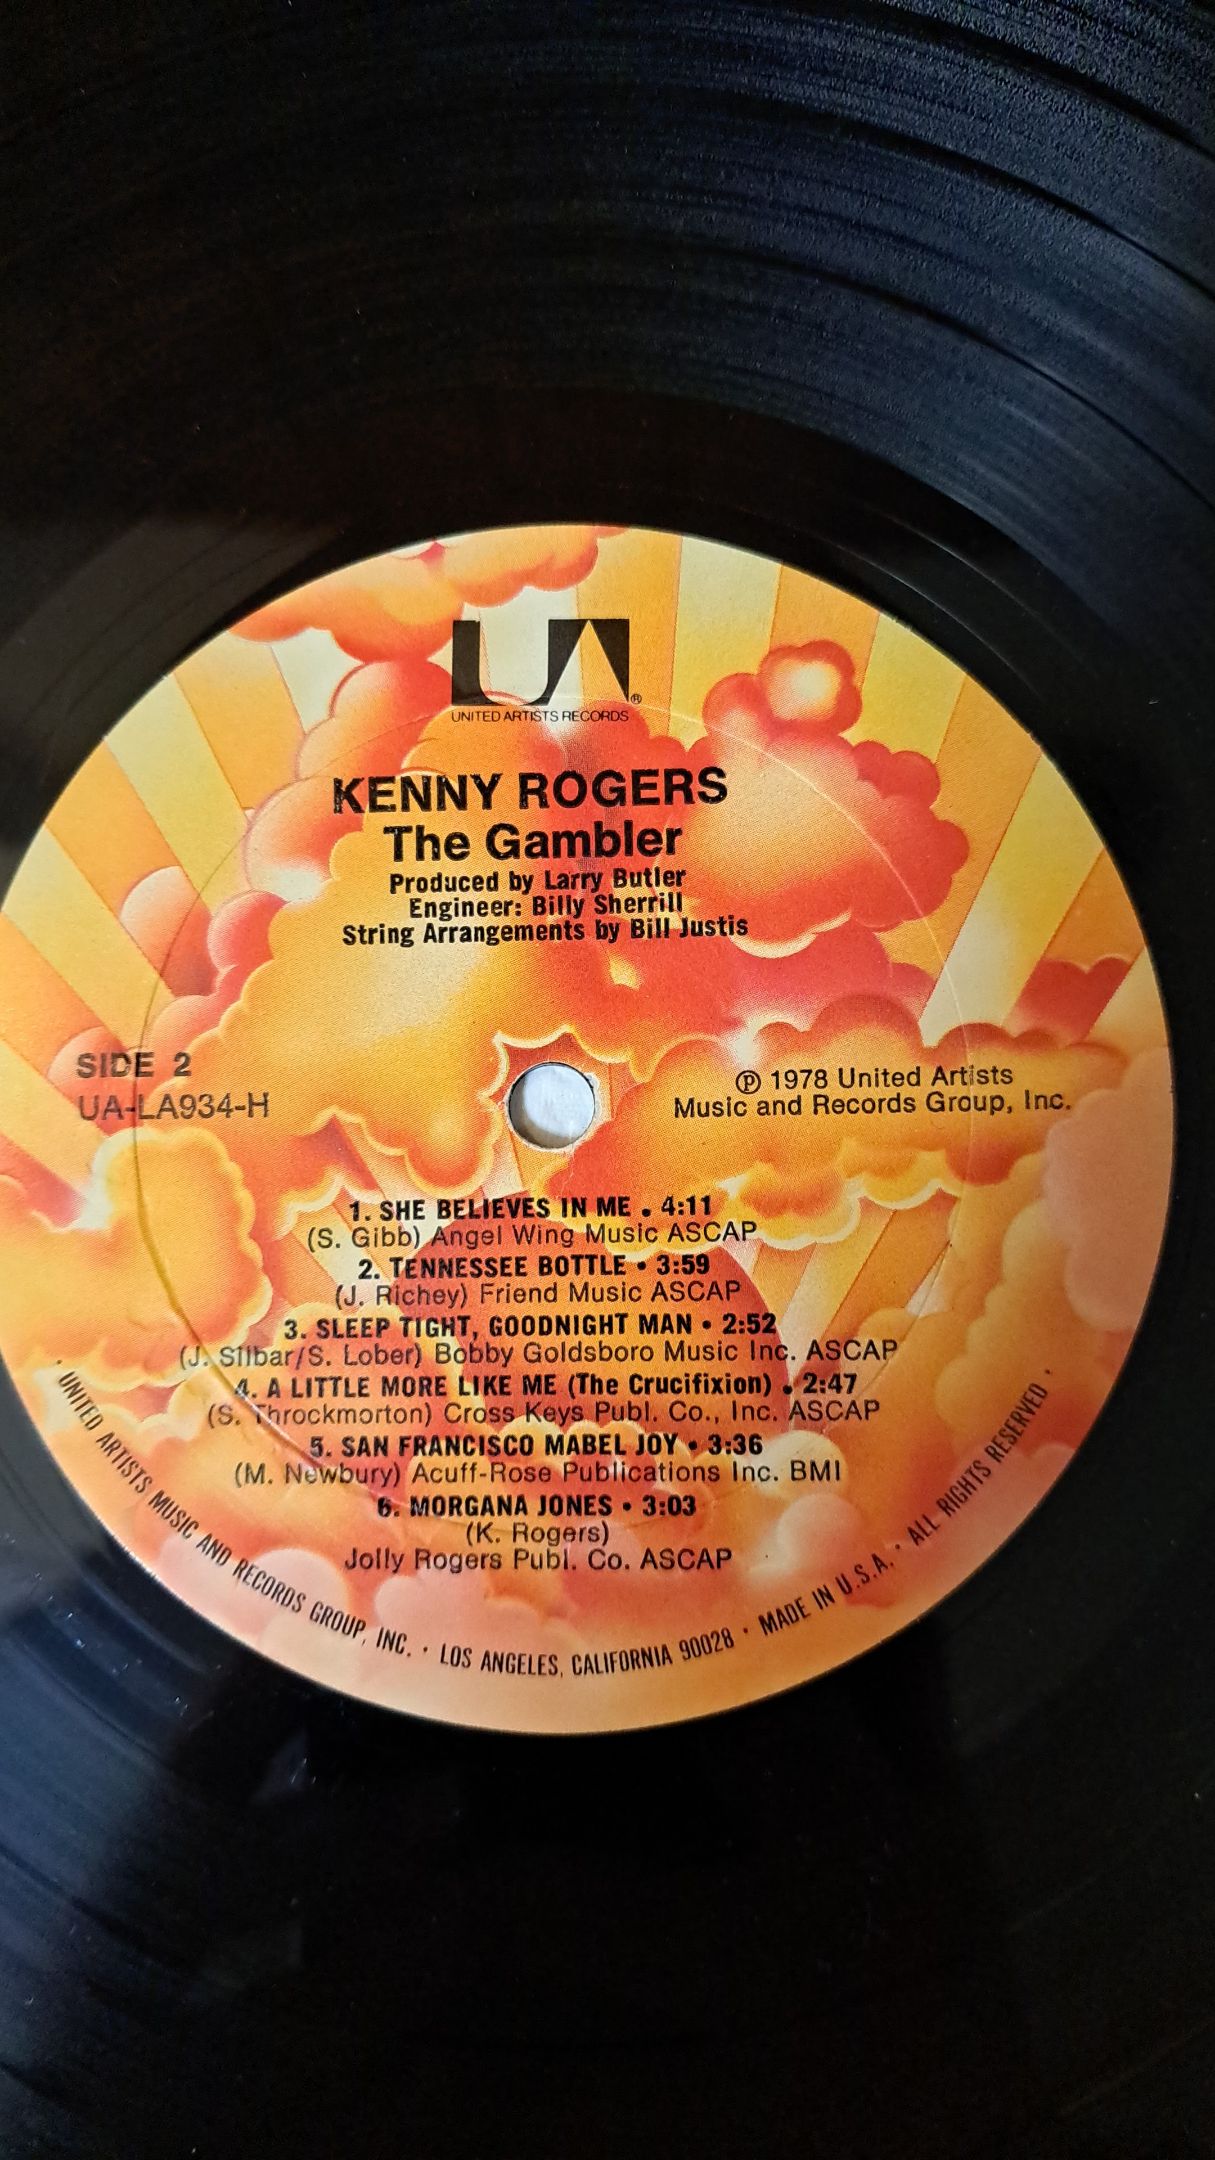 UA®
UNITED ARTISTS RECORDS
KENNY ROGERS
The Gambler
Produced by Larry Butler
Engineer: Billy Sherrill
String Arrangements by Bill Justis
SIDE 2
UA-LA934-H
℗ 1978 United Artists
Music and Records Group, Inc.
1. SHE BELIEVES IN ME • 4:11
(S. Gibb) Angel Wing Music ASCAP
2. TENNESSEE BOTTLE • 3:59
(J. Richey) Friend Music ASCAP
3. SLEEP TIGHT, GOODNIGHT MAN • 2:52
(J. Silbar/S. Lober) Bobby Goldsboro Music Inc. ASCAP
4. A LITTLE MORE LIKE ME (The Crucifixion) • 2:47
(S. Throckmorton) Cross Keys Publ. Co., Inc. ASCAP
5. SAN FRANCISCO MABEL JOY • 3:36
(M. Newbury) Acuff-Rose Publications Inc. BMI
6. MORGANA JONES • 3:03
(K. Rogers)
Jolly Rogers Publ. Co. ASCAP
• UNITED ARTISTS MUSIC AND RECORDS GROUP, INC. • LOS ANGELES, CALIFORNIA 90028 • MADE IN U.S.A. • ALL RIGHTS RESERVED •